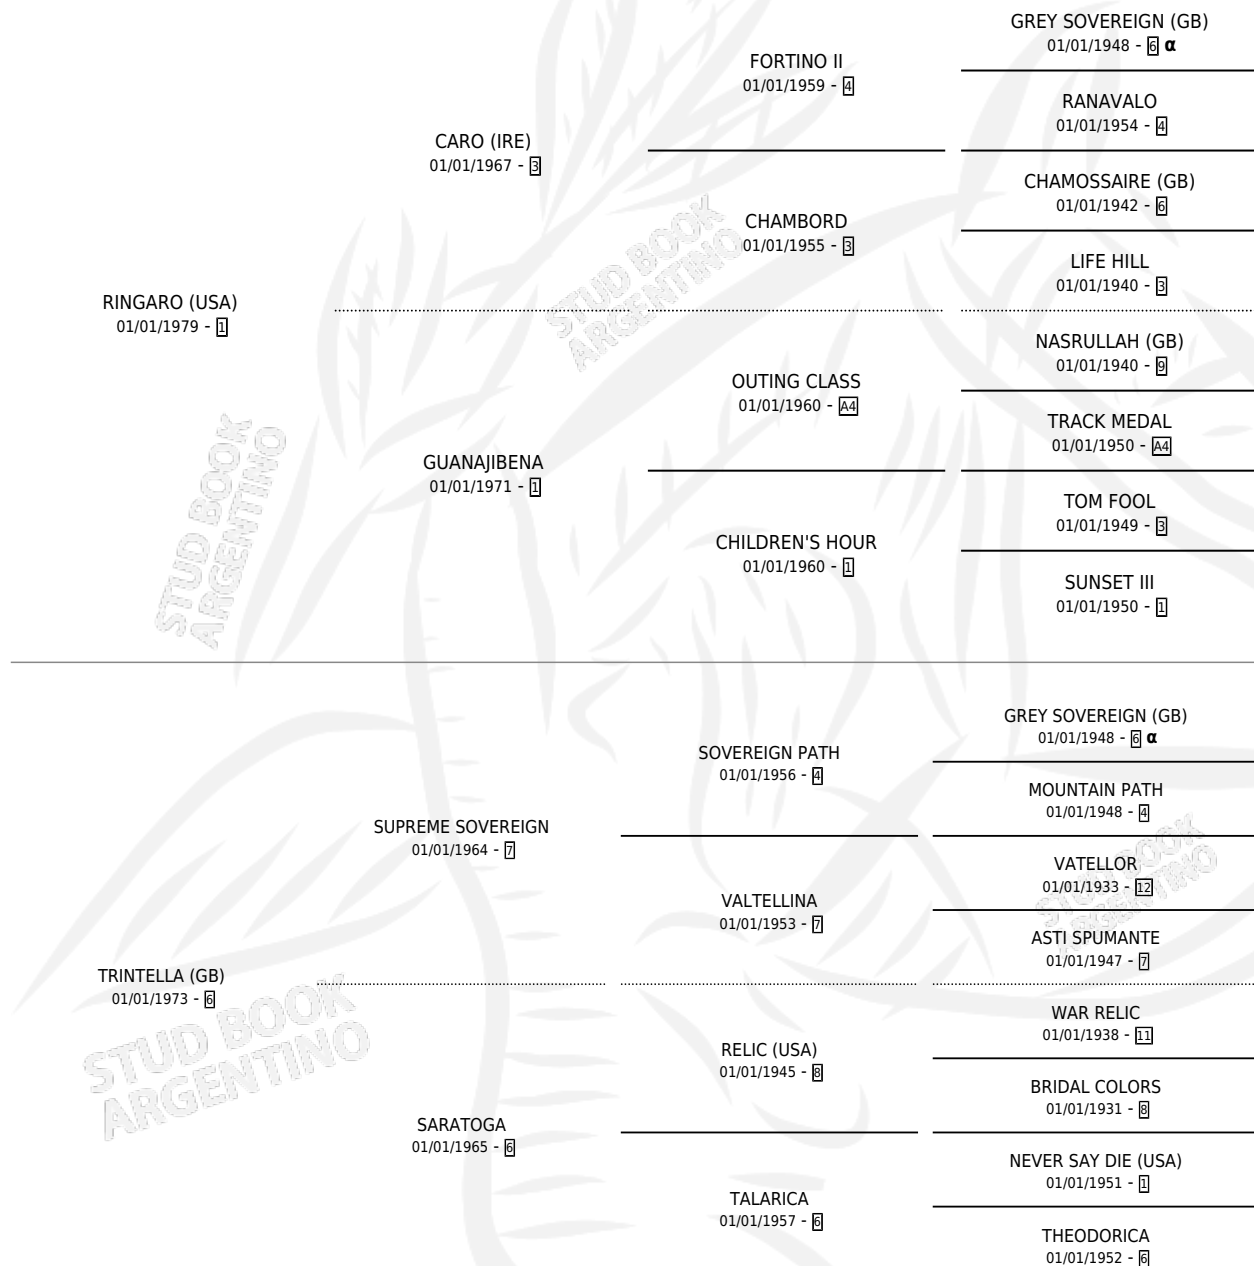 GREY SOVEREIGN (GB)
01/01/1948 - 6 α
FORTINO II
01/01/1959 - 4
RANAVALO
01/01/1954 - 4
CARO (IRE)
01/01/1967 - 3
CHAMOSSAIRE (GB)
01/01/1942 - 6
CHAMBORD
01/01/1955 - 3
LIFE HILL
01/01/1940 - 3
RINGARO (USA)
01/01/1979 - 1
NASRULLAH (GB)
01/01/1940 - 9
OUTING CLASS
01/01/1960 - A4
TRACK MEDAL
01/01/1950 - A4
GUANAJIBENA
01/01/1971 - 1
TOM FOOL
01/01/1949 - 3
CHILDREN'S HOUR
01/01/1960 - 1
SUNSET III
01/01/1950 - 1
GREY SOVEREIGN (GB)
01/01/1948 - 6 α
SOVEREIGN PATH
01/01/1956 - 4
MOUNTAIN PATH
01/01/1948 - 4
SUPREME SOVEREIGN
01/01/1964 - 7
VATELLOR
01/01/1933 - 12
VALTELLINA
01/01/1953 - 7
ASTI SPUMANTE
01/01/1947 - 7
TRINTELLA (GB)
01/01/1973 - 6
WAR RELIC
01/01/1938 - 11
RELIC (USA)
01/01/1945 - 8
BRIDAL COLORS
01/01/1931 - 8
SARATOGA
01/01/1965 - 6
NEVER SAY DIE (USA)
01/01/1951 - 1
TALARICA
01/01/1957 - 6
THEODORICA
01/01/1952 - 6
STUD BOOK
ARGENTINO
STUD BOOK
ARGENTINO
STUD BOOK
ARGENTINO
STUD BOOK
ARGENTINO